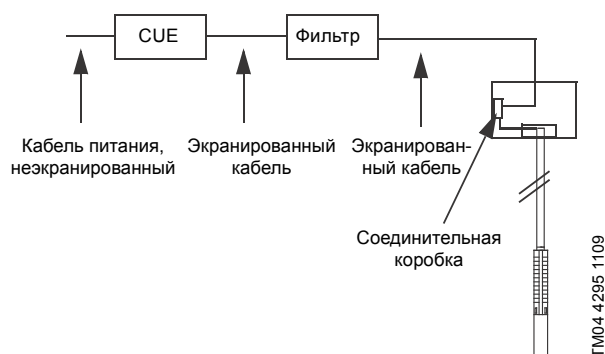 CUE
Фильтр
Кабель питания,
неэкранированный
Экранированный
кабель
Экранирован-
ный кабель
Соединительная
коробка
TM04 4295 1109